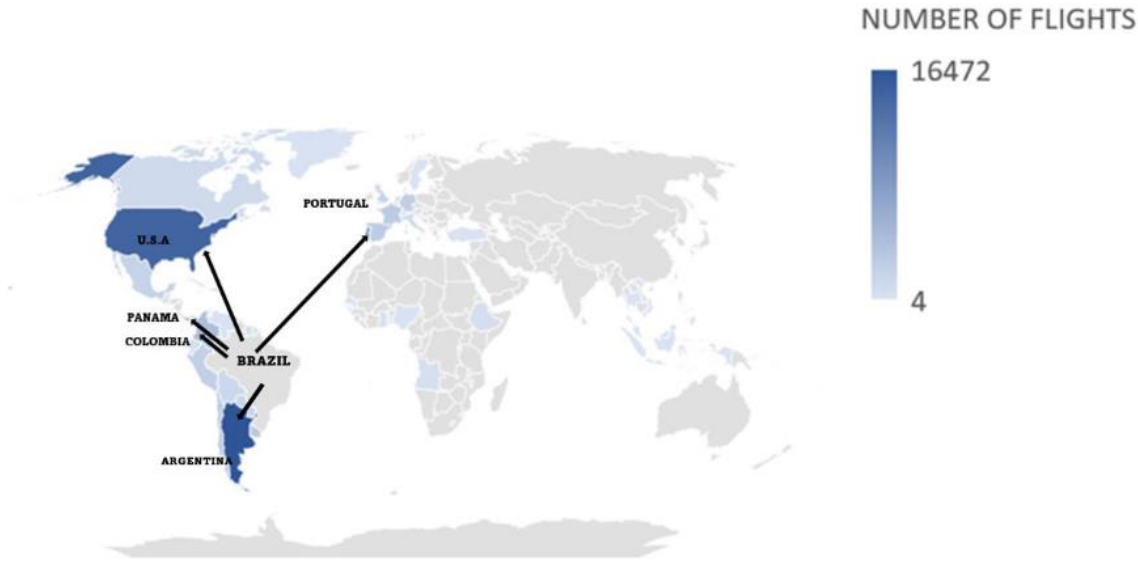 NUMBER OF FLIGHTS
16472
4
PORTUGAL
U.S.A
PANAMA
COLOMBIA
BRAZIL
ARGENTINA